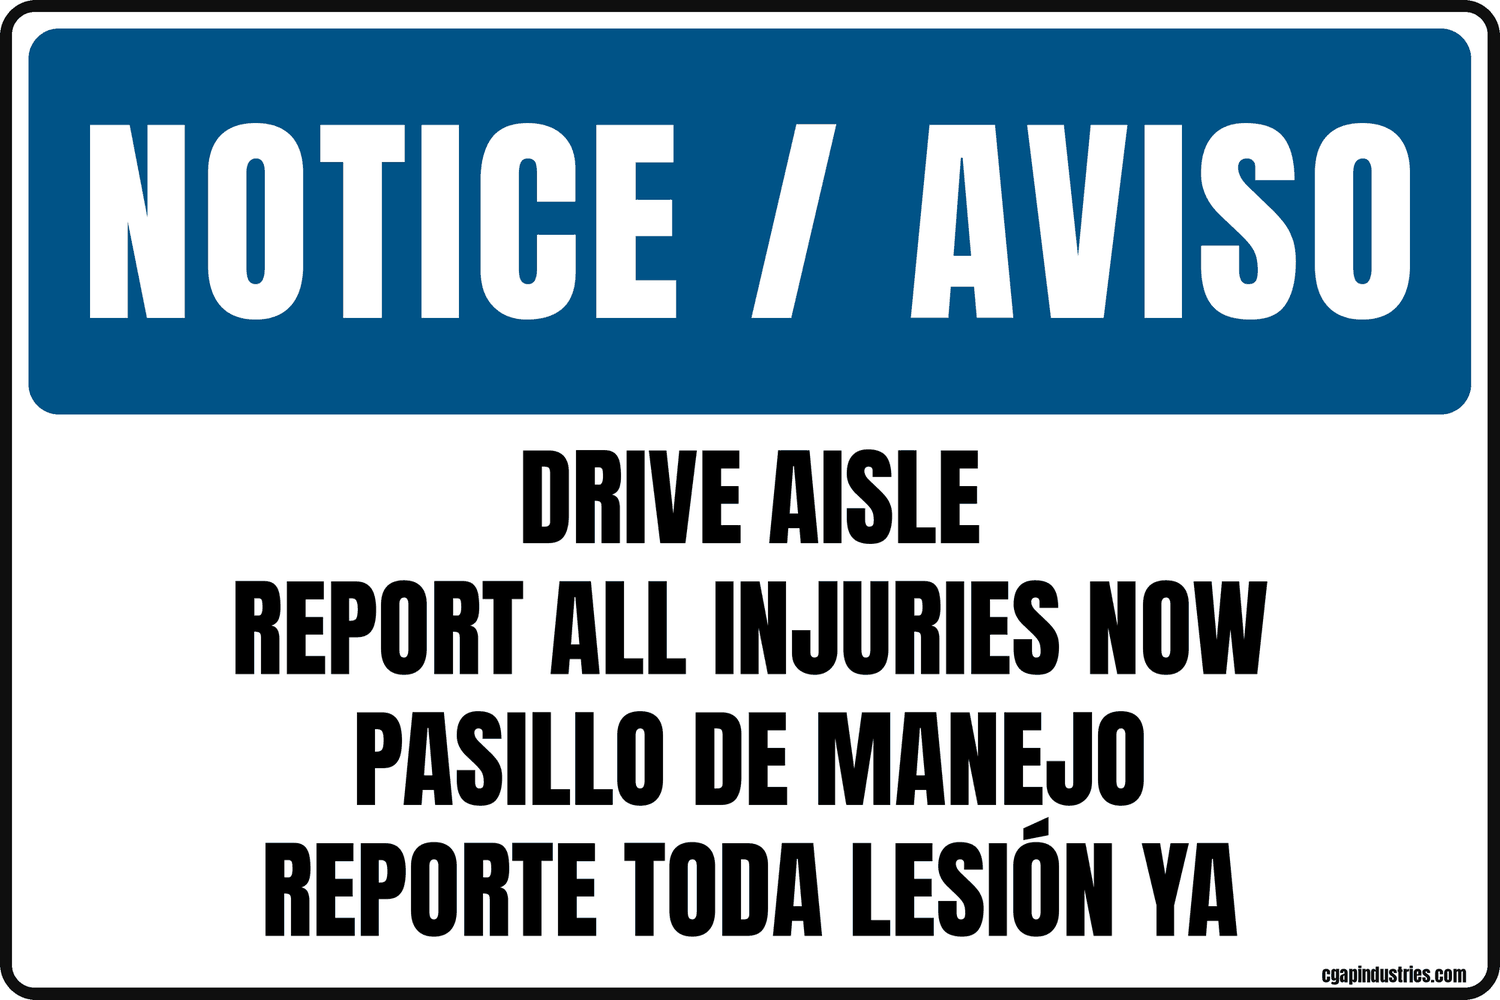 NOTICE / AVISO
DRIVE AISLE
REPORT ALL INJURIES NOW
PASILLO DE MANEJO
REPORTE TODA LESIÓN YA
cgapindustries.com